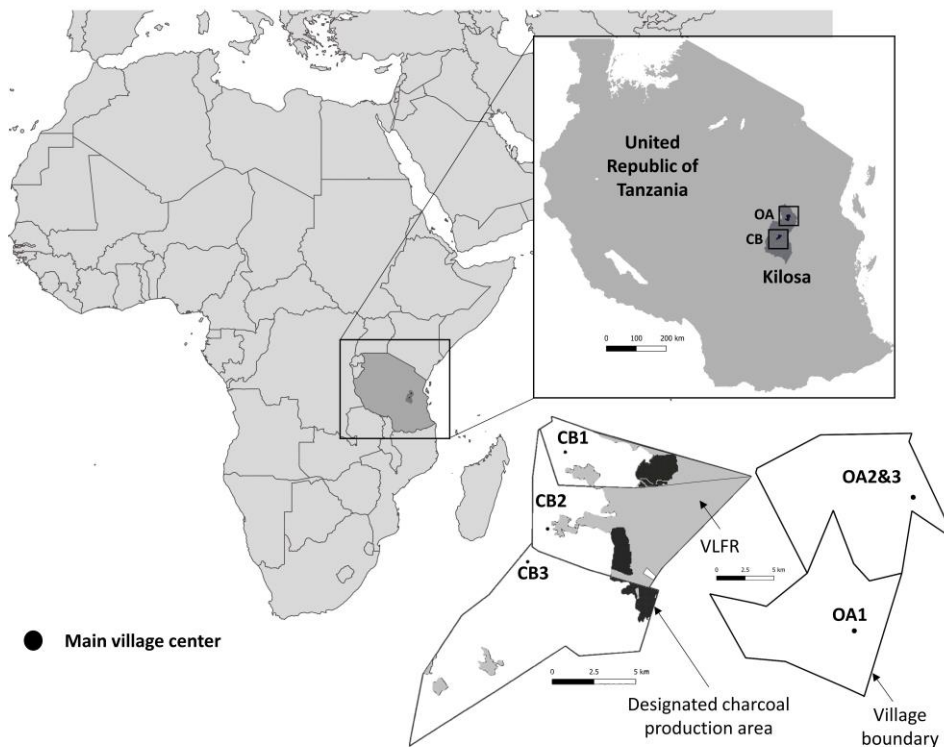 United
Republic of
Tanzania
OA
CB
Kilosa
0 100 200 km
CB1
OA2&3
CB2
VLFR
CB3
0 2.5 5 km
OA1
Main village center
0 2.5 5 km
Designated charcoal
production area
Village
boundary